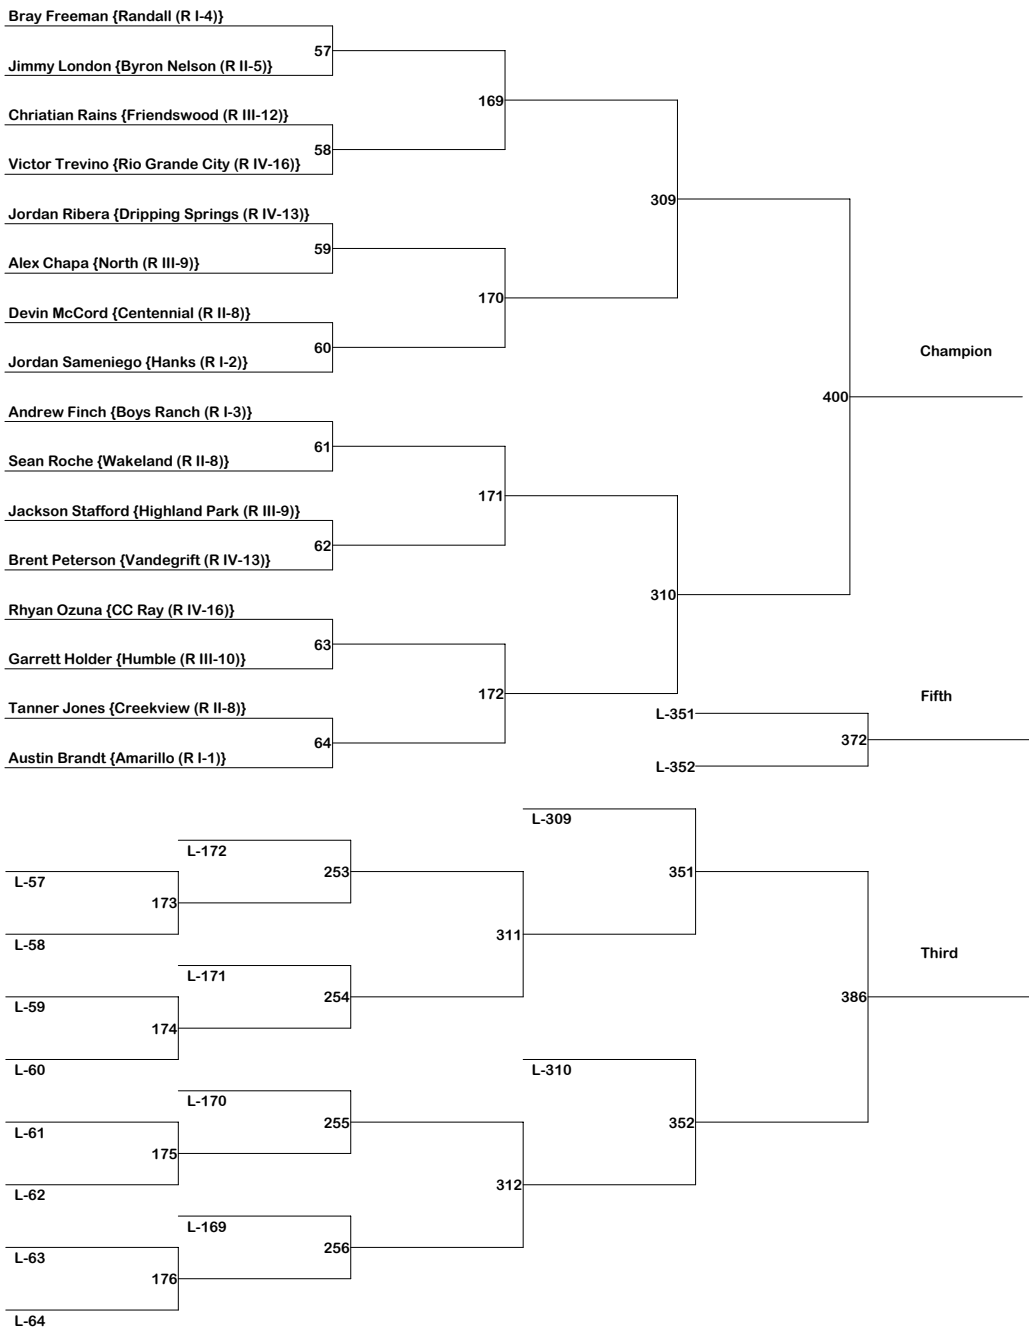 Bray Freeman {Randall (R I-4)}
57
Jimmy London {Byron Nelson (R II-5)}
169
Chriatian Rains {Friendswood (R III-12)}
58
Victor Trevino {Rio Grande City (R IV-16)}
309
Jordan Ribera {Dripping Springs (R IV-13)}
59
Alex Chapa {North (R III-9)}
170
Devin McCord {Centennial (R II-8)}
60
Jordan Sameniego {Hanks (R I-2)}
Champion
400
Andrew Finch {Boys Ranch (R I-3)}
61
Sean Roche {Wakeland (R II-8)}
171
Jackson Stafford {Highland Park (R III-9)}
62
Brent Peterson {Vandegrift (R IV-13)}
310
Rhyan Ozuna {CC Ray (R IV-16)}
63
Garrett Holder {Humble (R III-10)}
172
Fifth
Tanner Jones {Creekview (R II-8)}
L-351
64
372
Austin Brandt {Amarillo (R I-1)}
L-352
L-309
L-172
253
351
L-57
173
311
L-58
Third
L-171
254
386
L-59
174
L-60
L-310
L-170
255
352
L-61
175
312
L-62
L-169
256
L-63
176
L-64